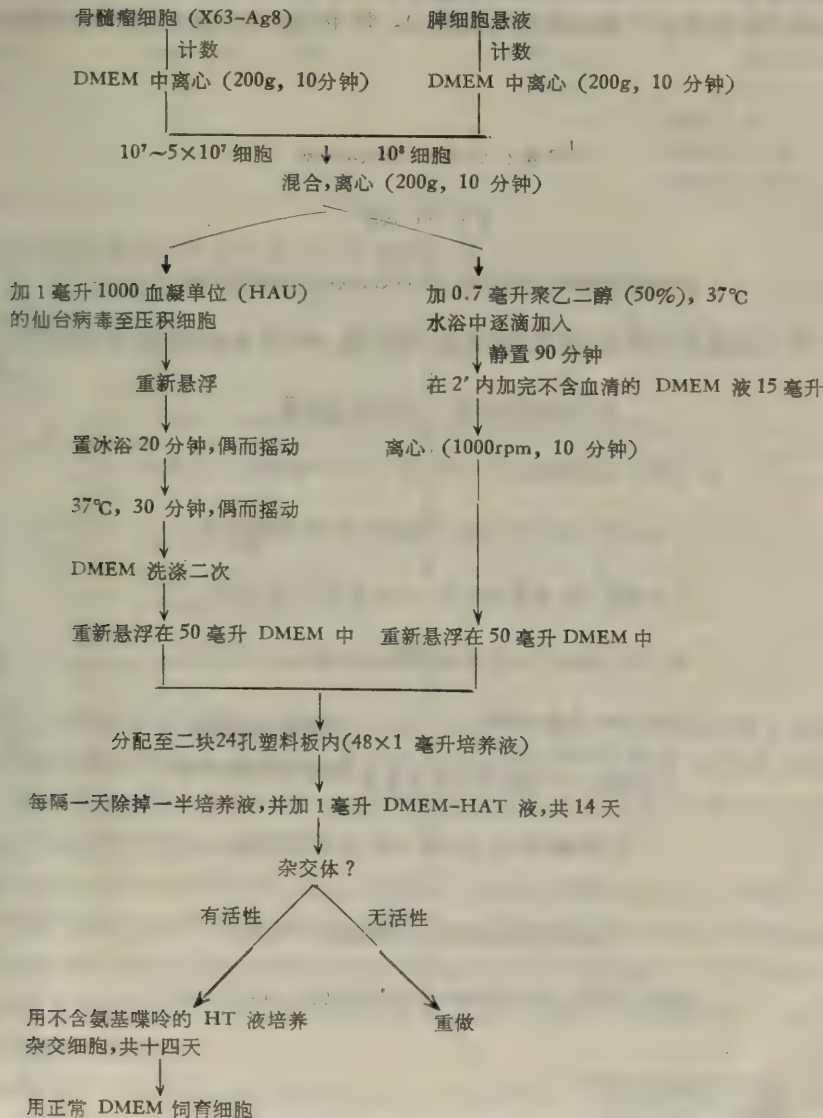 骨髓瘤细胞 (X63-Ag8)
脾细胞悬液
计数
计数
DMEM 中离心 (200g, 10分钟)
DMEM 中离心 (200g, 10 分钟)
10⁷~5×10⁷ 细胞
10⁸ 细胞
混合,离心 (200g, 10 分钟)
加 1 毫升 1000 血凝单位 (HAU)
的仙台病毒至压积细胞
加 0.7 毫升聚乙二醇 (50%), 37℃
水浴中逐滴加入
静置 90 分钟
重新悬浮
在 2′ 内加完不含血清的 DMEM 液 15 毫升
置冰浴 20 分钟,偶而摇动
离心 (1000rpm, 10 分钟)
37℃, 30 分钟,偶而摇动
DMEM 洗涤二次
重新悬浮在 50 毫升 DMEM 中
重新悬浮在 50 毫升 DMEM 中
分配至二块24孔塑料板内(48×1 毫升培养液)
每隔一天除掉一半培养液,并加 1 毫升 DMEM-HAT 液,共 14 天
杂交体?
有活性
无活性
用不含氨基喋呤的 HT 液培养
杂交细胞,共十四天
重做
用正常 DMEM 饲育细胞